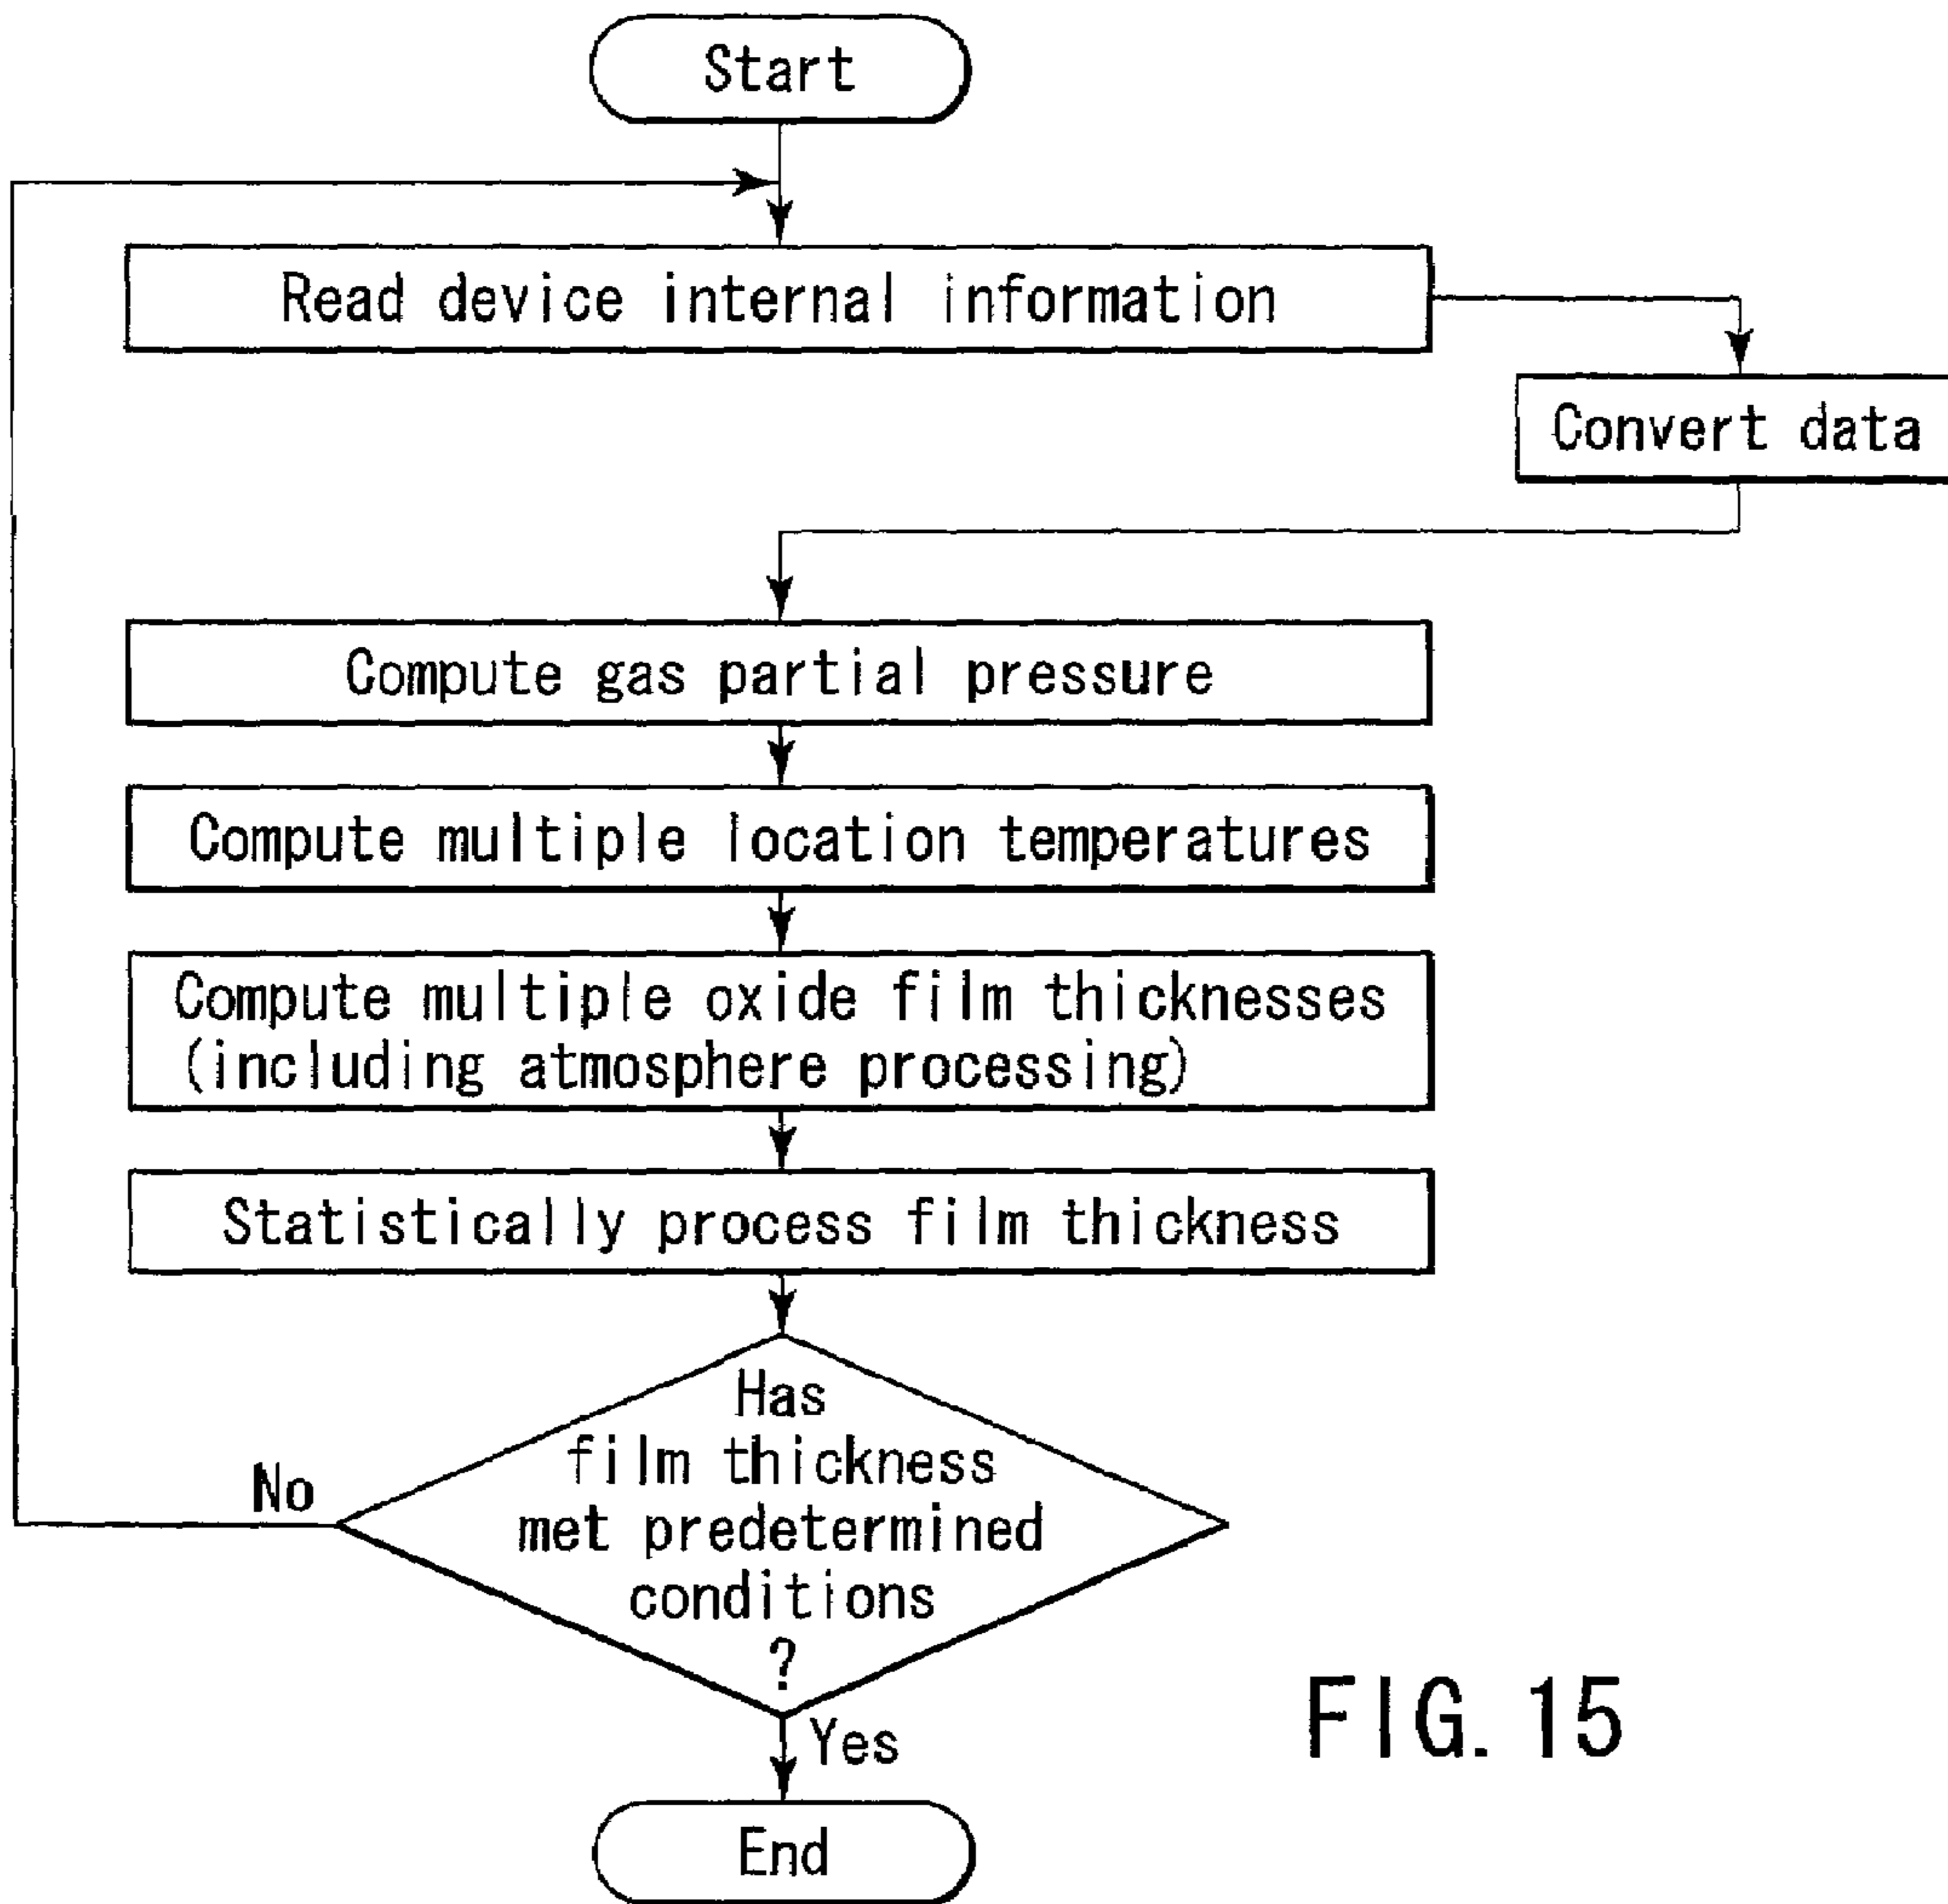 Start
Read device internal information
Convert data
Compute gas partial pressure
Compute multiple location temperatures
Compute multiple oxide film thicknesses
(including atmosphere processing)
Statistically process film thickness
Has
film thickness
met predetermined
conditions
?
No
Yes
End
FIG. 15